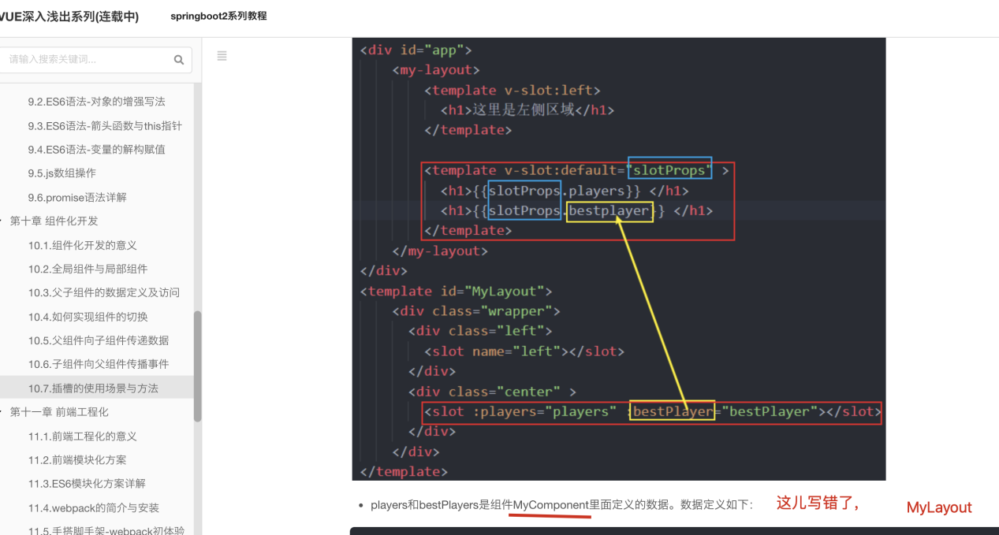 VUE深入浅出系列(连载中) springboot2系列教程
请输入搜索关键词...
9.2.ES6语法-对象的增强写法
9.3.ES6语法-箭头函数与this指针
9.4.ES6语法-变量的解构赋值
9.5.js数组操作
9.6.promise语法详解
第十章 组件化开发
10.1.组件化开发的意义
10.2.全局组件与局部组件
10.3.父子组件的数据定义及访问
10.4.如何实现组件的切换
10.5.父组件向子组件传递数据
10.6.子组件向父组件传播事件
10.7.插槽的使用场景与方法
第十一章 前端工程化
11.1.前端工程化的意义
11.2.前端模块化方案
11.3.ES6模块化方案详解
11.4.webpack的简介与安装
11.5.手搭脚手架-webpack初体验
<div id="app">
<my-layout>
<template v-slot:left>
<h1>这里是左侧区域</h1>
</template>
<template v-slot:default="slotProps" >
<h1>{{slotProps.players}} </h1>
<h1>{{slotProps.bestplayer}} </h1>
</template>
</my-layout>
</div>
<template id="MyLayout">
<div class="wrapper">
<div class="left">
<slot name="left"></slot>
</div>
<div class="center" >
<slot :players="players" :bestPlayer="bestPlayer"></slot>
</div>
</div>
</template>
players和bestPlayers是组件MyComponent里面定义的数据。数据定义如下： 这儿写错了， MyLayout